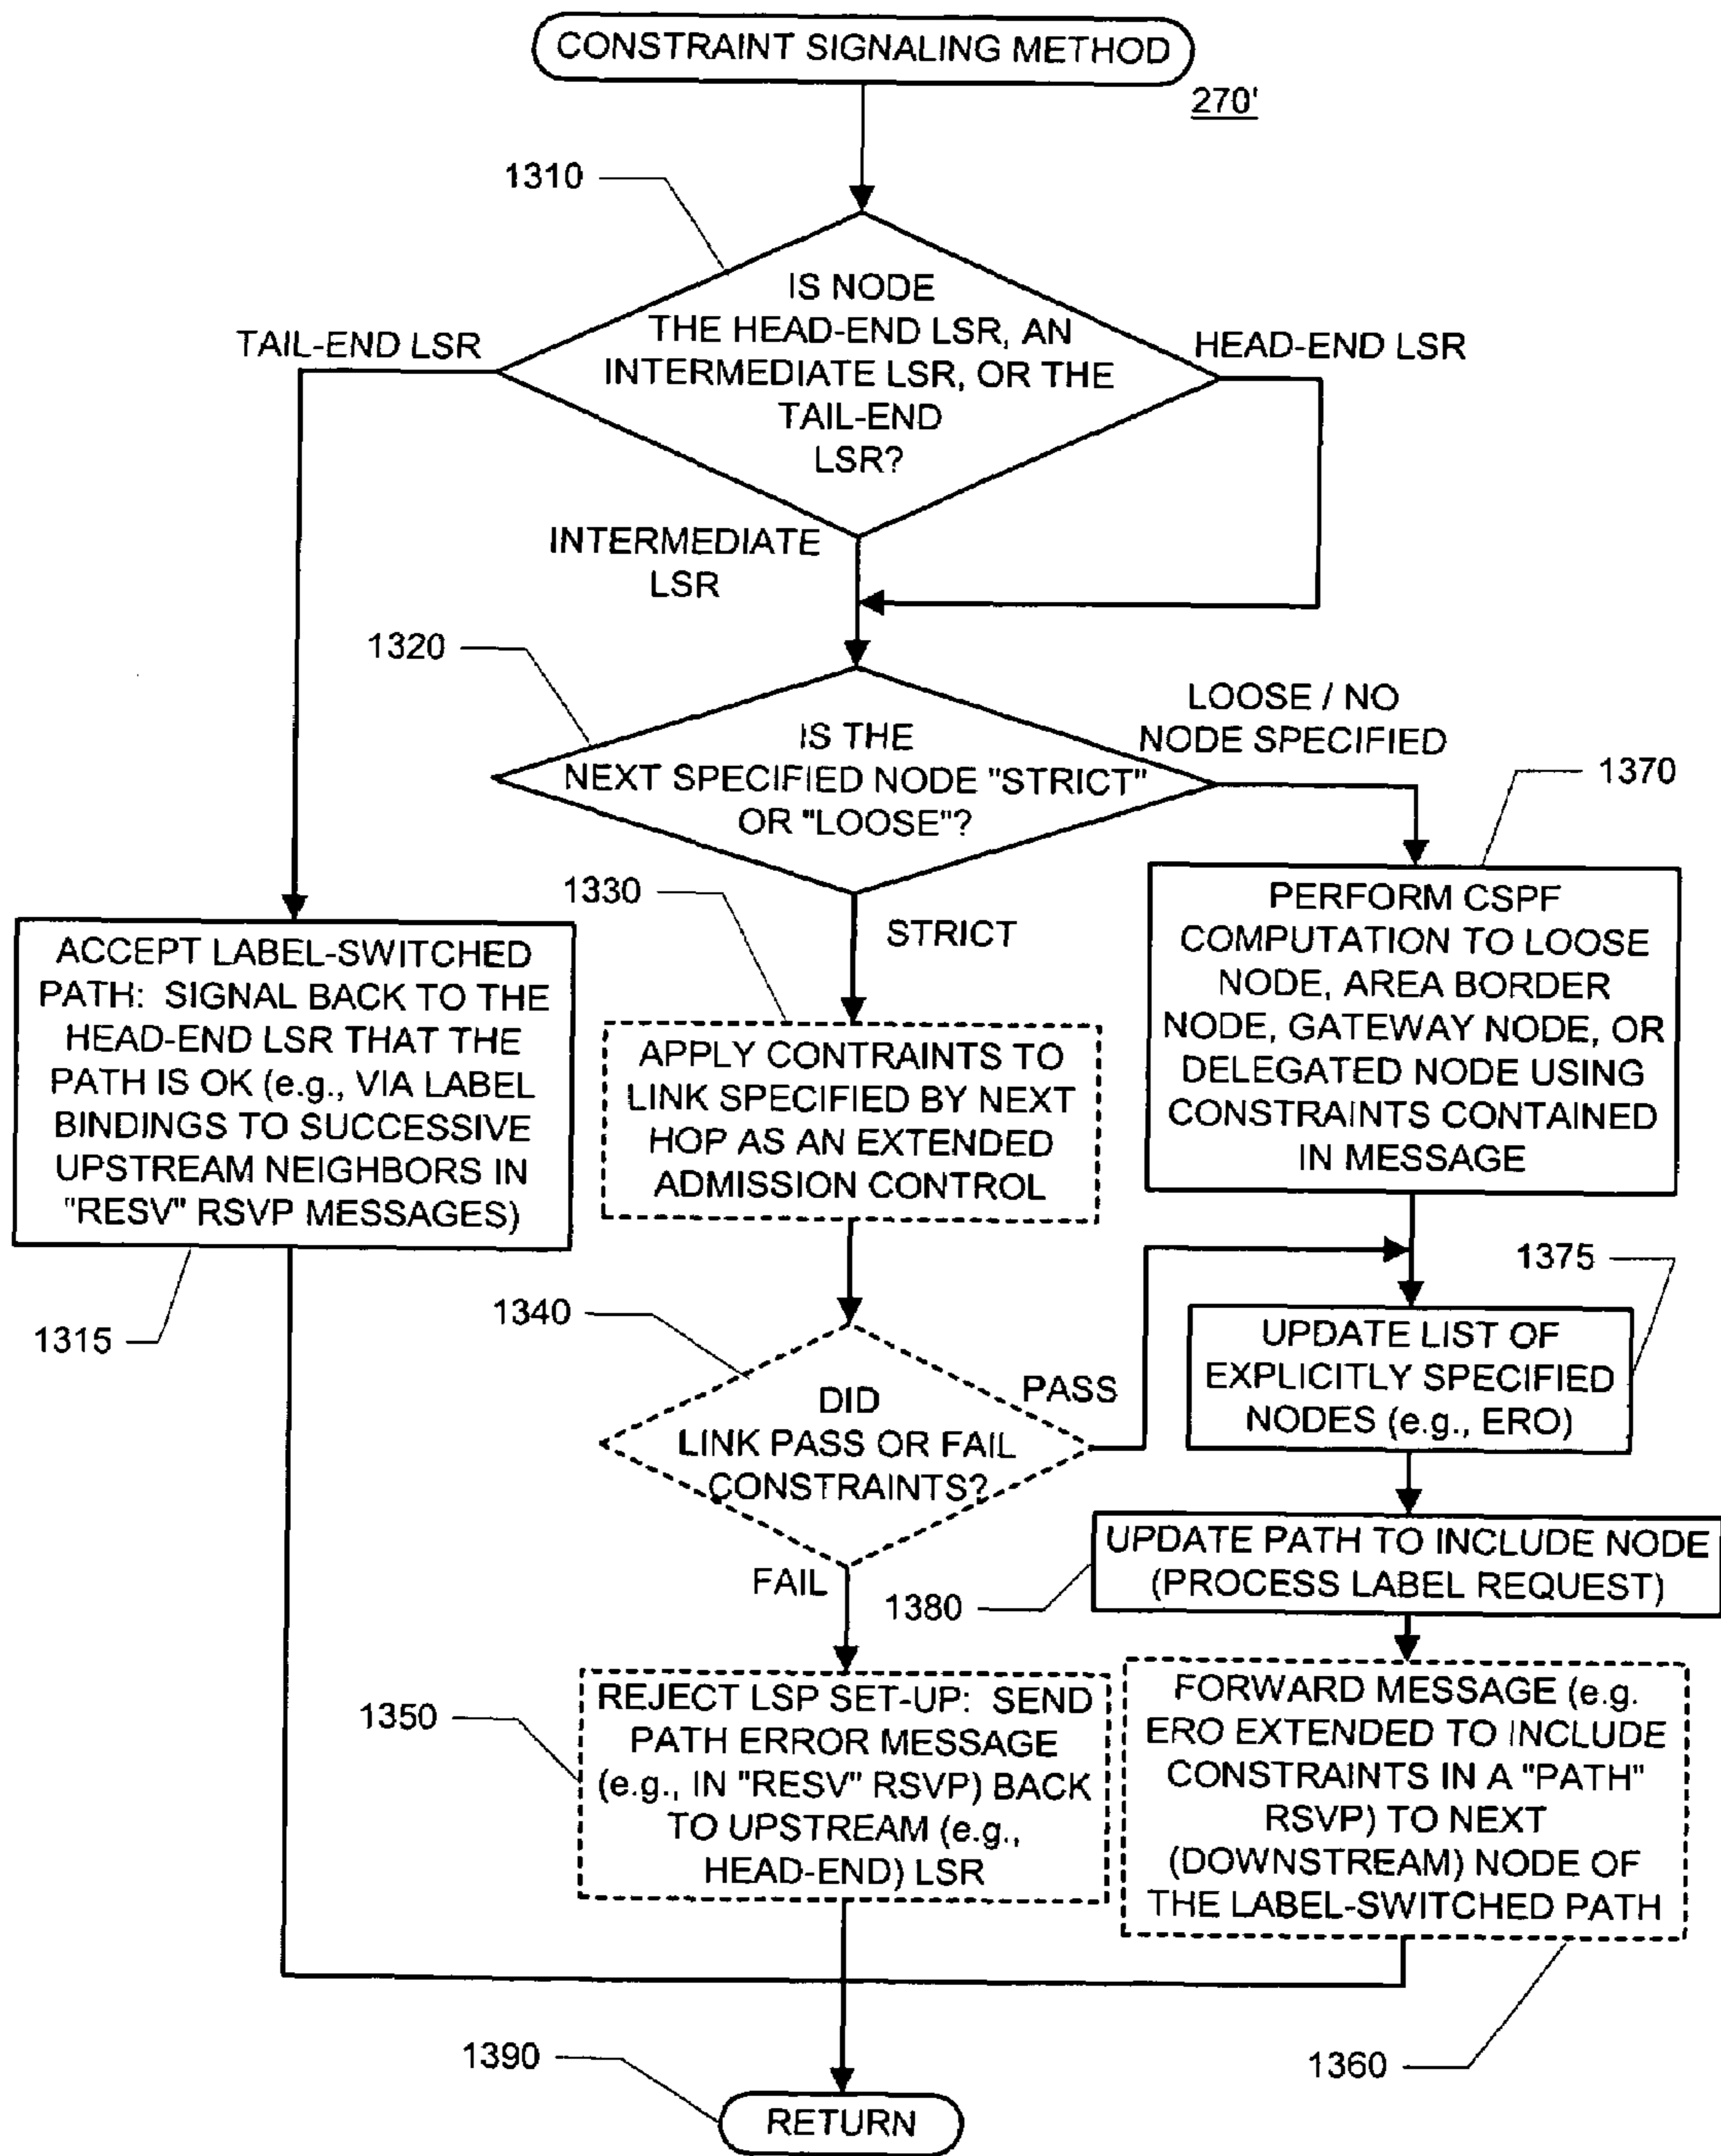 CONSTRAINT SIGNALING METHOD
270'
1310
IS NODE
THE HEAD-END LSR, AN
INTERMEDIATE LSR, OR THE
TAIL-END
LSR?
TAIL-END LSR
HEAD-END LSR
INTERMEDIATE
LSR
1320
IS THE
NEXT SPECIFIED NODE "STRICT"
OR "LOOSE"?
LOOSE / NO
NODE SPECIFIED
1370
STRICT
1330
PERFORM CSPF
COMPUTATION TO LOOSE
NODE, AREA BORDER
NODE, GATEWAY NODE, OR
DELEGATED NODE USING
CONSTRAINTS CONTAINED
IN MESSAGE
ACCEPT LABEL-SWITCHED
PATH: SIGNAL BACK TO THE
HEAD-END LSR THAT THE
PATH IS OK (e.g., VIA LABEL
BINDINGS TO SUCCESSIVE
UPSTREAM NEIGHBORS IN
"RESV" RSVP MESSAGES)
1315
APPLY CONTRAINTS TO
LINK SPECIFIED BY NEXT
HOP AS AN EXTENDED
ADMISSION CONTROL
1340
DID
LINK PASS OR FAIL
CONSTRAINTS?
PASS
FAIL
1375
UPDATE LIST OF
EXPLICITLY SPECIFIED
NODES (e.g., ERO)
UPDATE PATH TO INCLUDE NODE
(PROCESS LABEL REQUEST)
1380
1350
REJECT LSP SET-UP: SEND
PATH ERROR MESSAGE
(e.g., IN "RESV" RSVP) BACK
TO UPSTREAM (e.g.,
HEAD-END) LSR
FORWARD MESSAGE (e.g.
ERO EXTENDED TO INCLUDE
CONSTRAINTS IN A "PATH"
RSVP) TO NEXT
(DOWNSTREAM) NODE OF
THE LABEL-SWITCHED PATH
1360
1390
RETURN